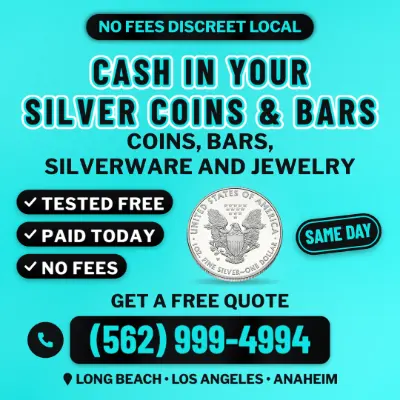 NO FEES DISCREET LOCAL
CASH IN YOUR
SILVER COINS & BARS
COINS, BARS,
SILVERWARE AND JEWELRY
✓ TESTED FREE
✓ PAID TODAY
✓ NO FEES
UNITED STATES OF AMERICA
1 OZ. FINE SILVER~ONE DOLLAR
SAME DAY
GET A FREE QUOTE
(562) 999-4994
LONG BEACH • LOS ANGELES • ANAHEIM